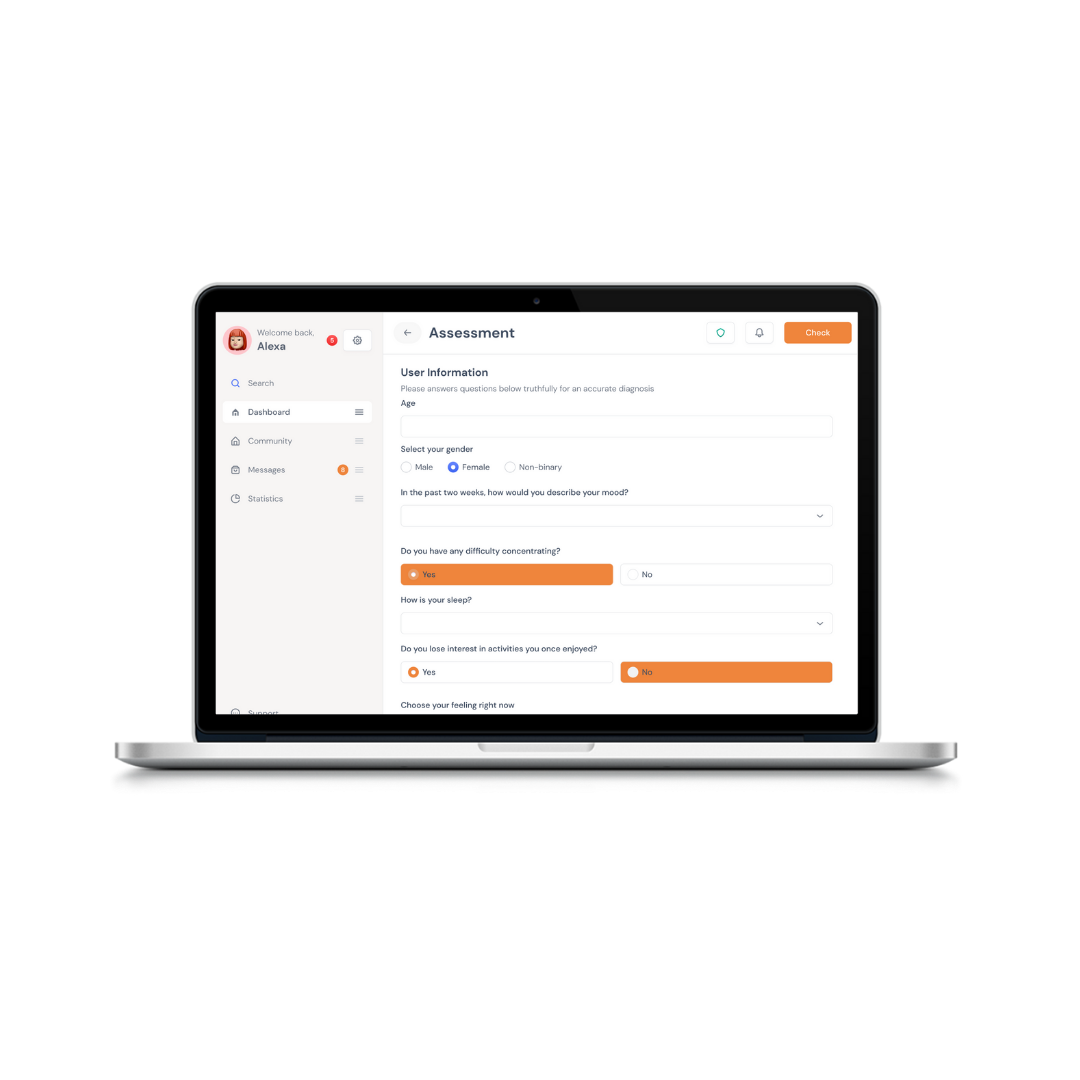 Welcome back,
Alexa
5
Search
Dashboard
Community
Messages
8
Statistics
Support
Assessment
Check
User Information
Please answers questions below truthfully for an accurate diagnosis
Age
Select your gender
Male
Female
Non-binary
In the past two weeks, how would you describe your mood?
Do you have any difficulty concentrating?
Yes
No
How is your sleep?
Do you lose interest in activities you once enjoyed?
Yes
No
Choose your feeling right now